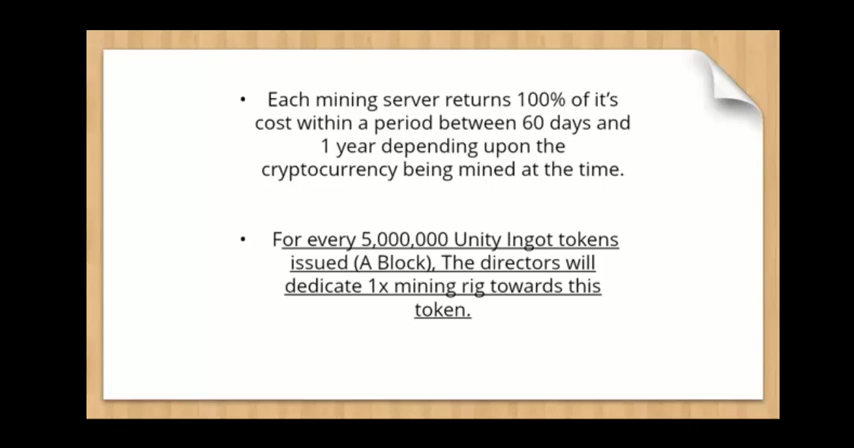 • Each mining server returns 100% of it's
cost within a period between 60 days and
1 year depending upon the
cryptocurrency being mined at the time.
• For every 5,000,000 Unity Ingot tokens
issued (A Block), The directors will
dedicate 1x mining rig towards this
token.